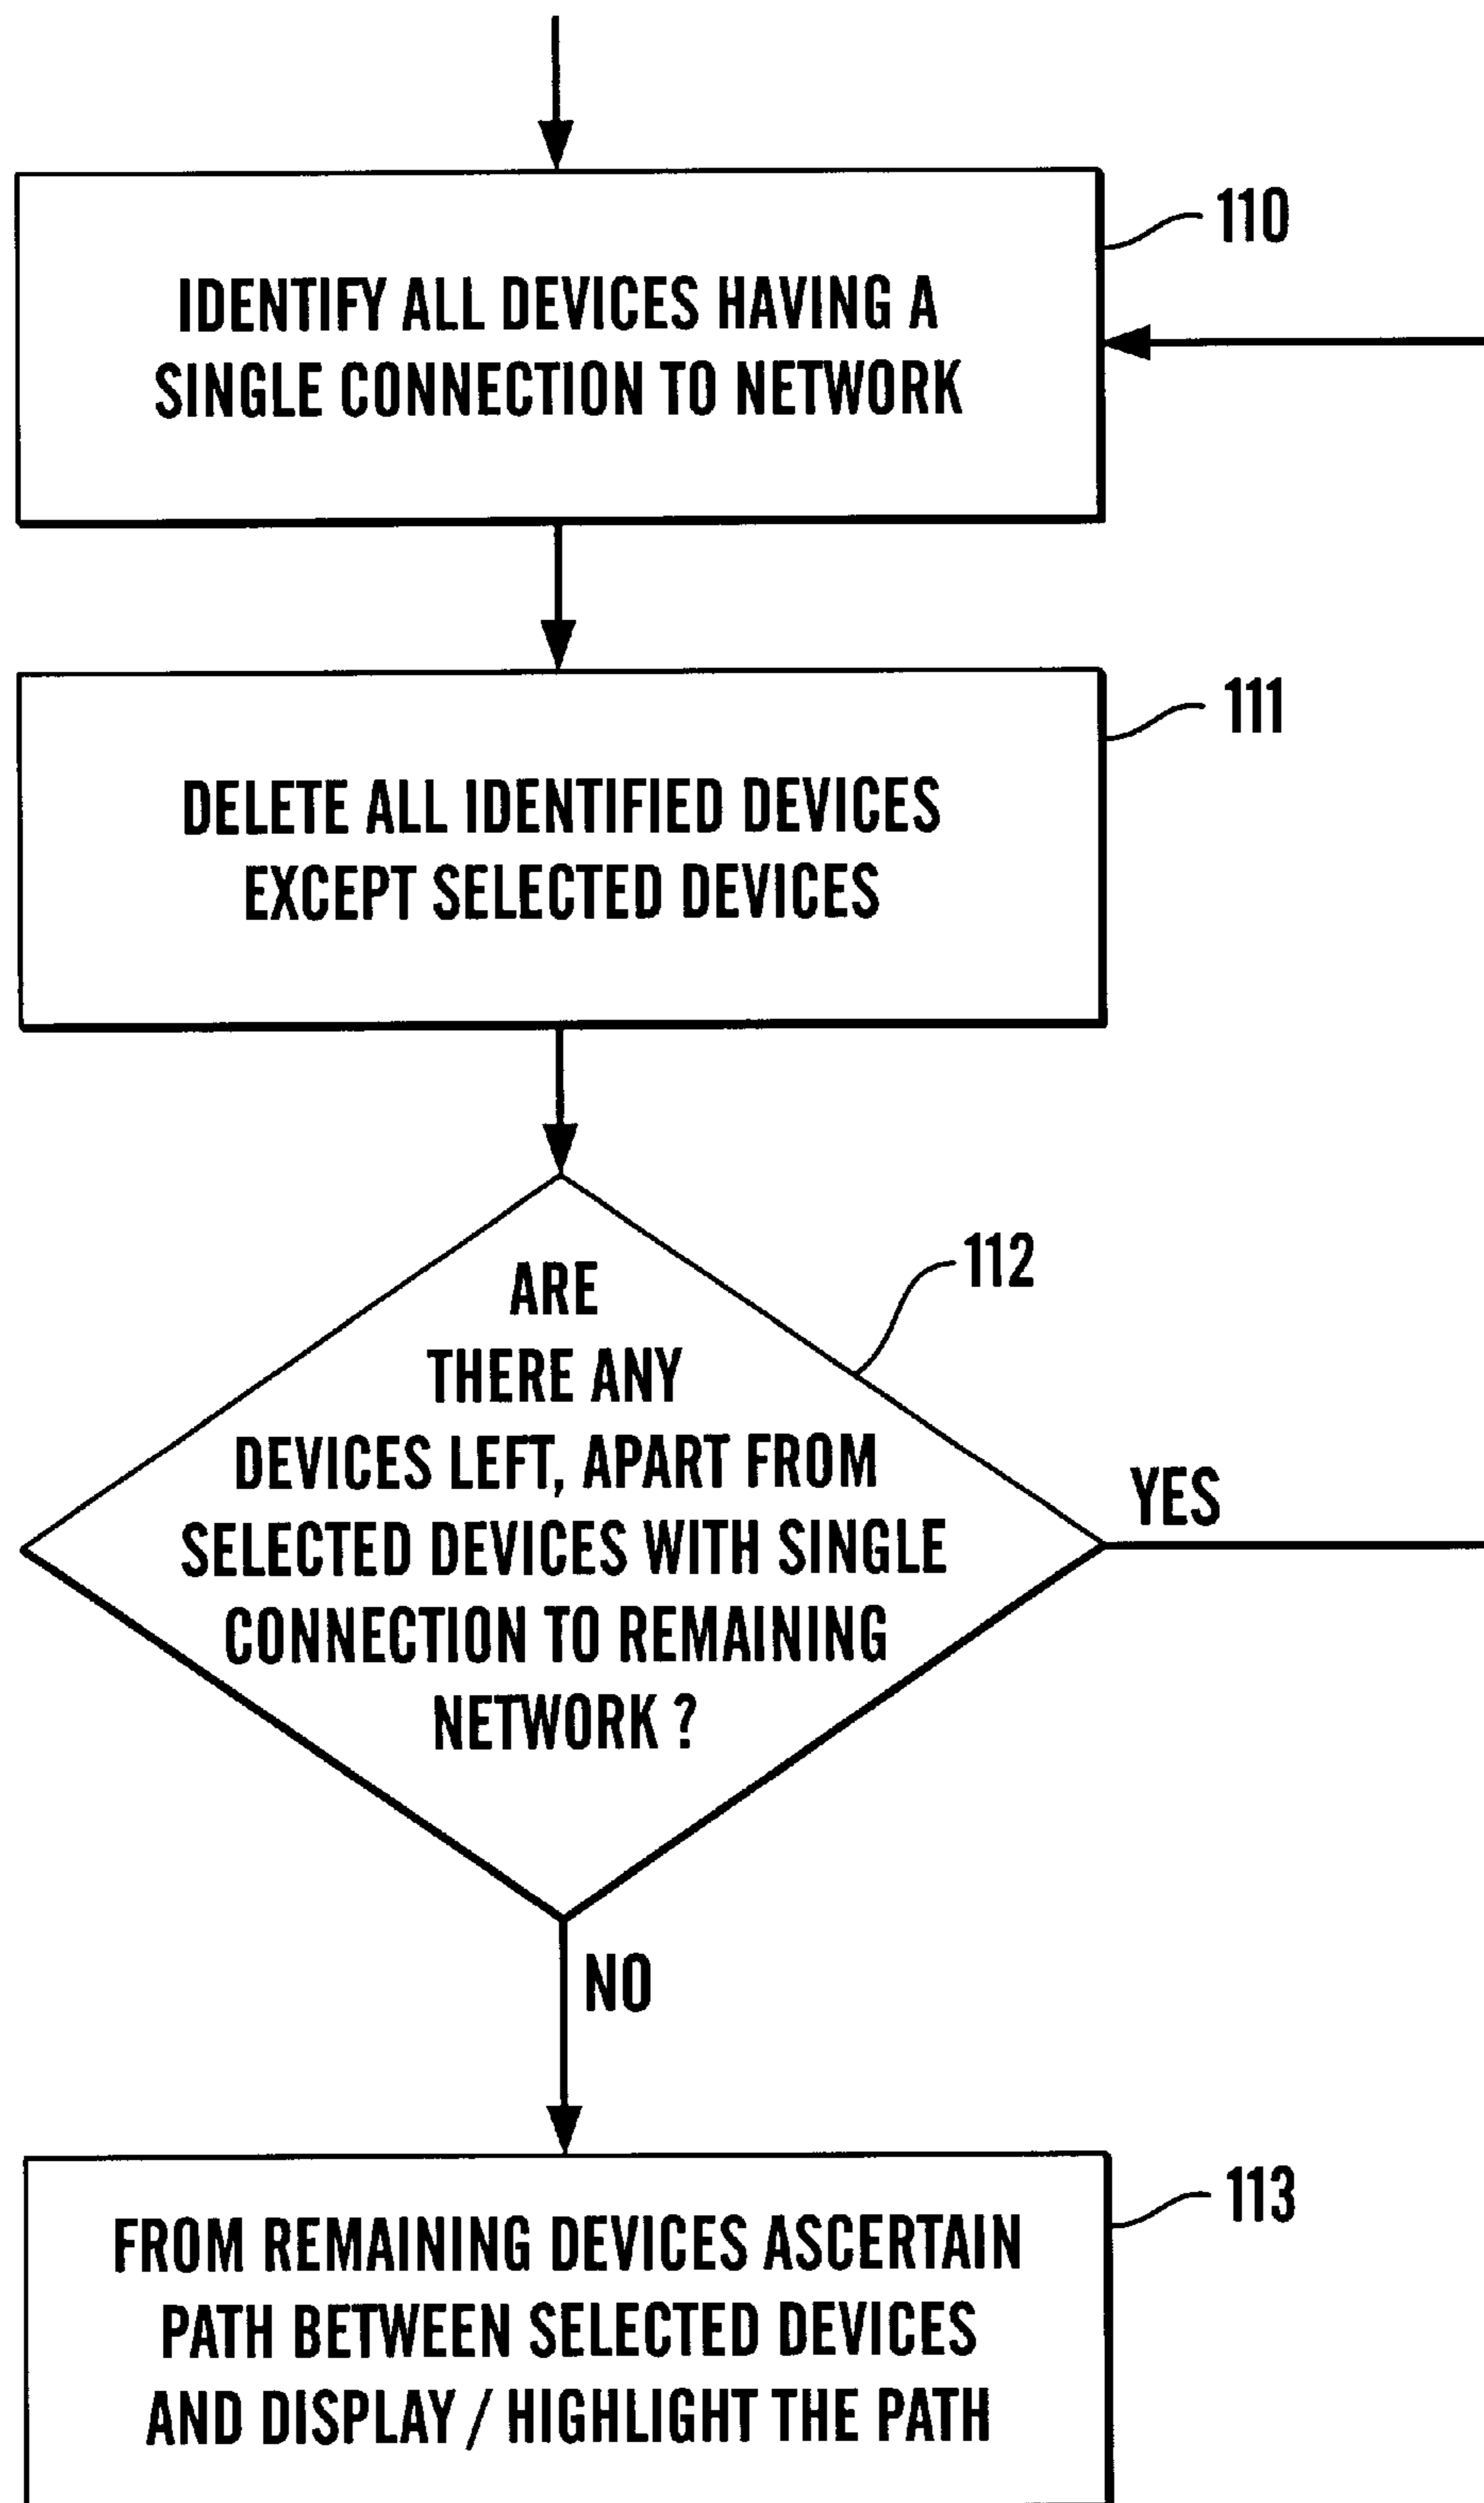 110
IDENTIFY ALL DEVICES HAVING A
SINGLE CONNECTION TO NETWORK
111
DELETE ALL IDENTIFIED DEVICES
EXCEPT SELECTED DEVICES
112
ARE
THERE ANY
DEVICES LEFT, APART FROM
SELECTED DEVICES WITH SINGLE
CONNECTION TO REMAINING
NETWORK ?
YES
NO
113
FROM REMAINING DEVICES ASCERTAIN
PATH BETWEEN SELECTED DEVICES
AND DISPLAY / HIGHLIGHT THE PATH